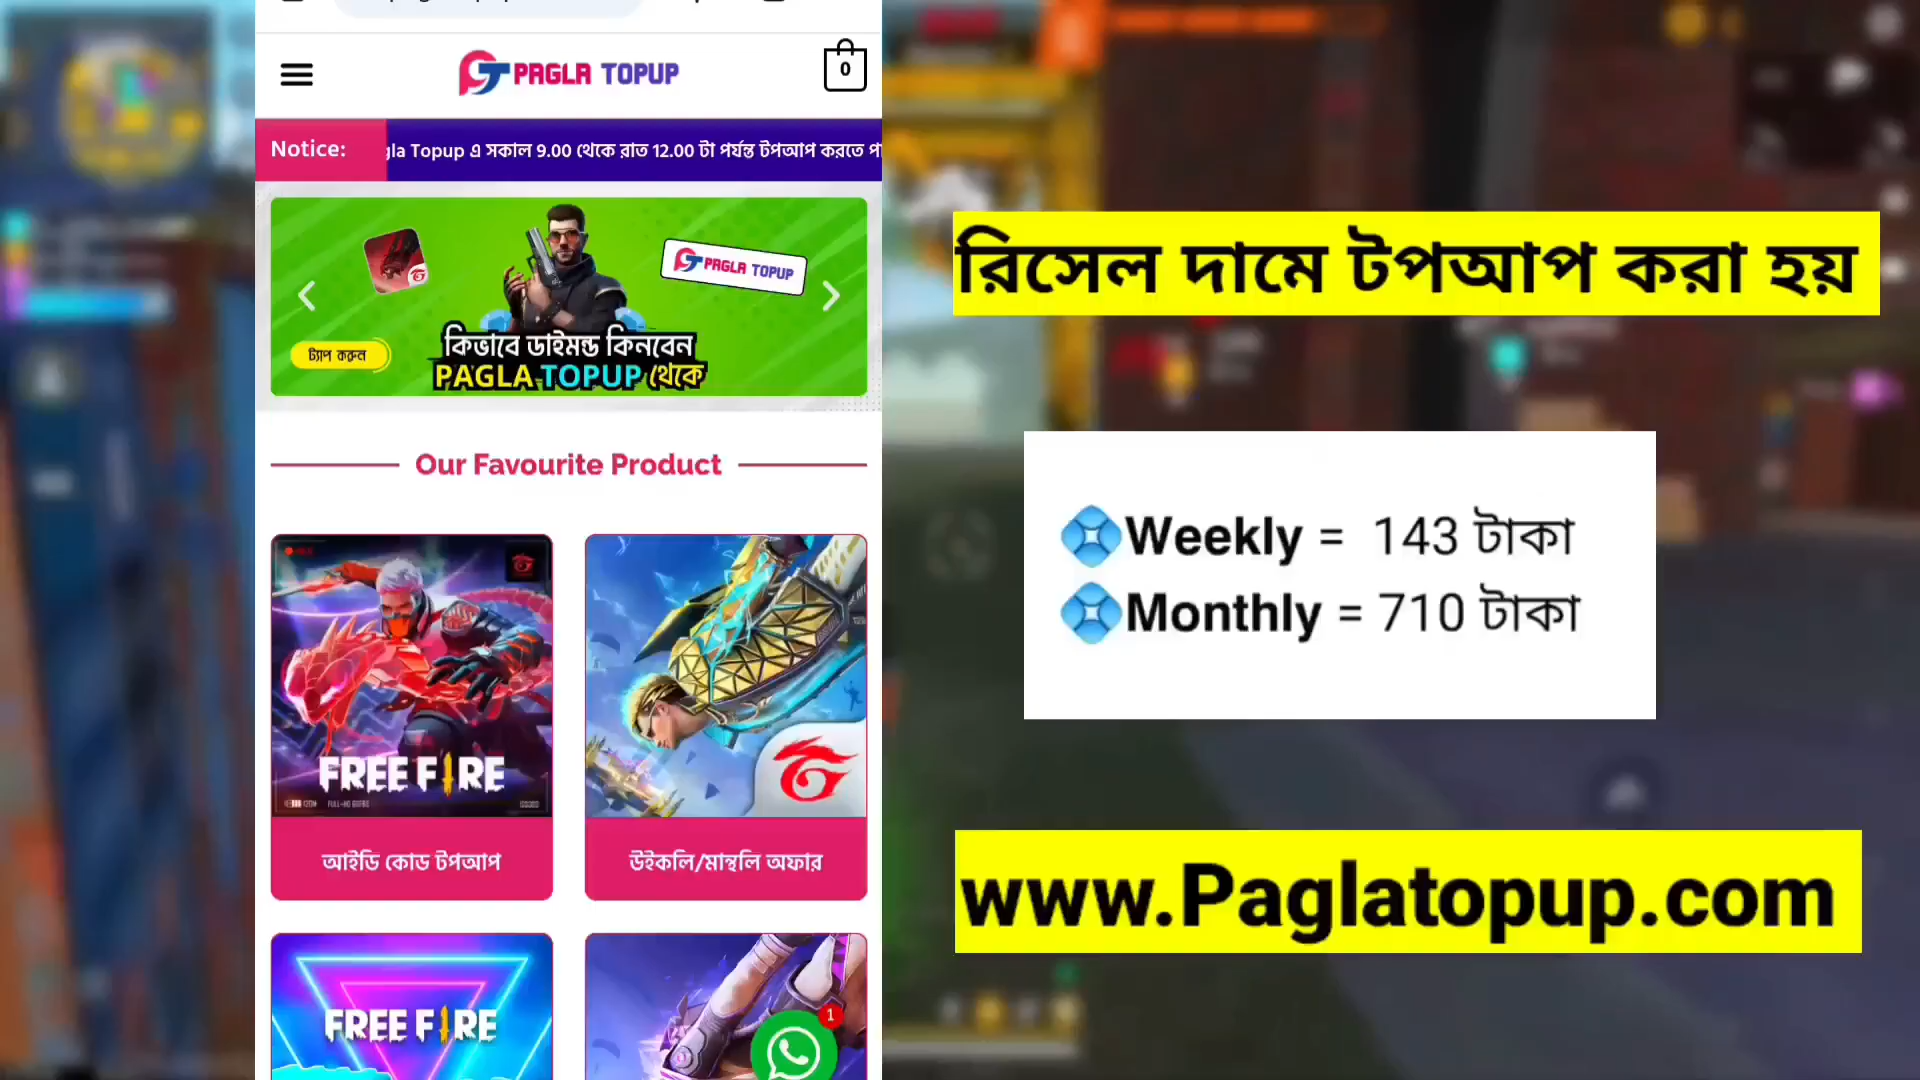 PAGLA TOPUP
0
Notice:
gla Topup এ সকাল 9.00 থেকে রাত 12.00 টা পর্যন্ত টপআপ করতে
PAGLA TOPUP
ট্যাপ করুন
কিভাবে ডাইমন্ড কিনবেন
PAGLA TOPUP থেকে
Our Favourite Product
FREE FIRE
আইডি কোড টপআপ
উইকলি/মান্থলি অফার
FREE FIRE
1
রিসেল দামে টপআপ করা হয়
Weekly = 143 টাকা
Monthly = 710 টাকা
www.Paglatopup.com